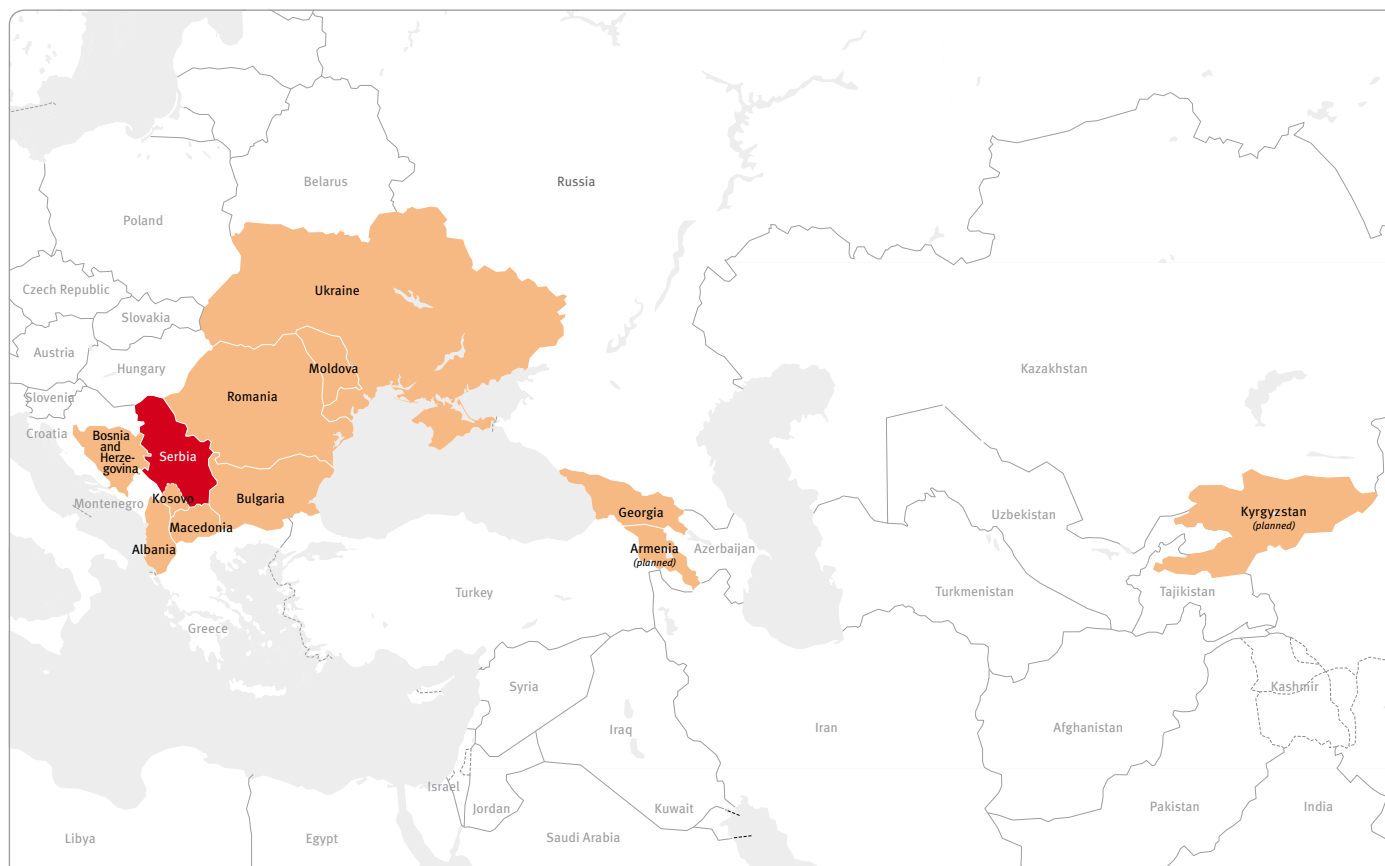 Belarus
Russia
Poland
Czech Republic
Ukraine
Slovakia
Austria
Hungary
Moldova
Kazakhstan
Romania
Slovenia
Croatia
Bosnia
and
Herze-
govina
Serbia
Kosovo
Bulgaria
Montenegro
Macedonia
Albania
Georgia
Armenia
(planned)
Azerbaijan
Uzbekistan
Kyrgyzstan
(planned)
Turkey
Turkmenistan
Tajikistan
Greece
Syria
Kashmir
Iraq
Iran
Afghanistan
Israel
Jordan
Kuwait
Pakistan
India
Libya
Egypt
Saudi Arabia